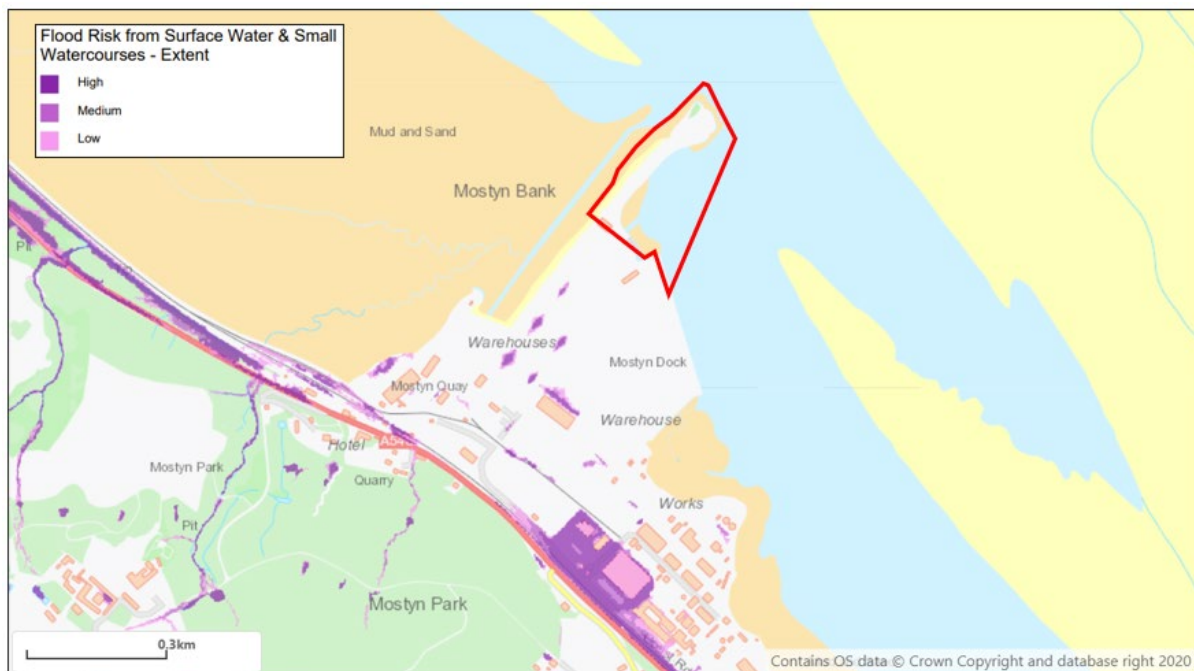 Flood Risk from Surface Water & Small
Watercourses - Extent
High
Medium
Low
Mud and Sand
Mostyn Bank
Pit
Warehouses
Mostyn Dock
Mostyn Quay
Warehouse
Hotel
Mostyn Park
Quarry
Works
Pit
Mostyn Park
0.3km
Contains OS data © Crown Copyright and database right 2020